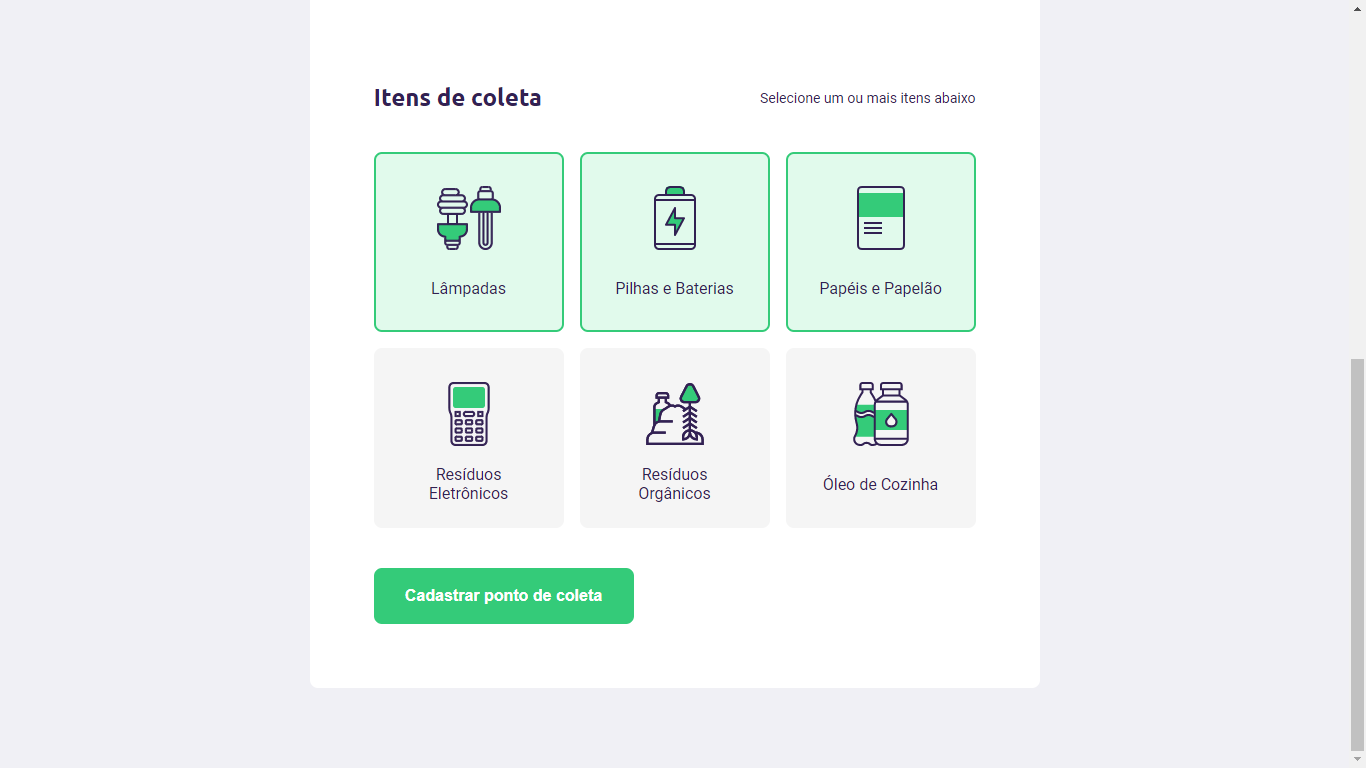 Itens de coleta
Selecione um ou mais itens abaixo
Lâmpadas
Pilhas e Baterias
Papéis e Papelão
Resíduos
Eletrônicos
Resíduos
Orgânicos
Óleo de Cozinha
Cadastrar ponto de coleta